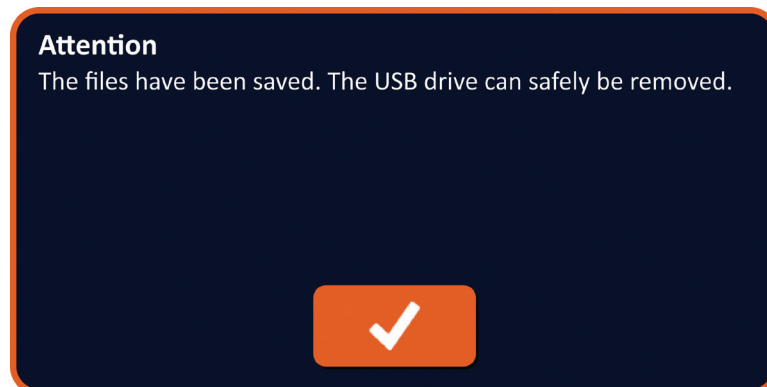 Attention
The files have been saved. The USB drive can safely be removed.